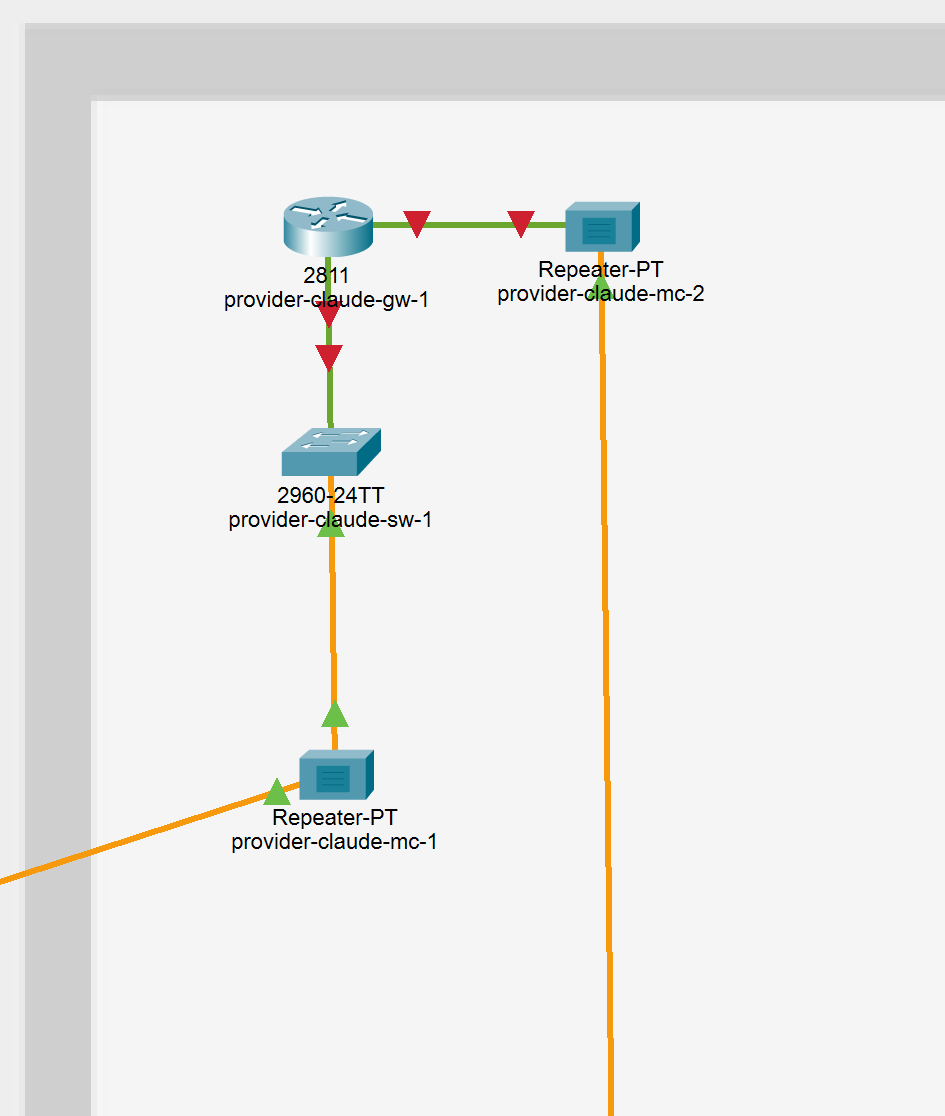 2811
provider-claude-gw-1
Repeater-PT
provider-claude-mc-2
2960-24TT
provider-claude-sw-1
Repeater-PT
provider-claude-mc-1